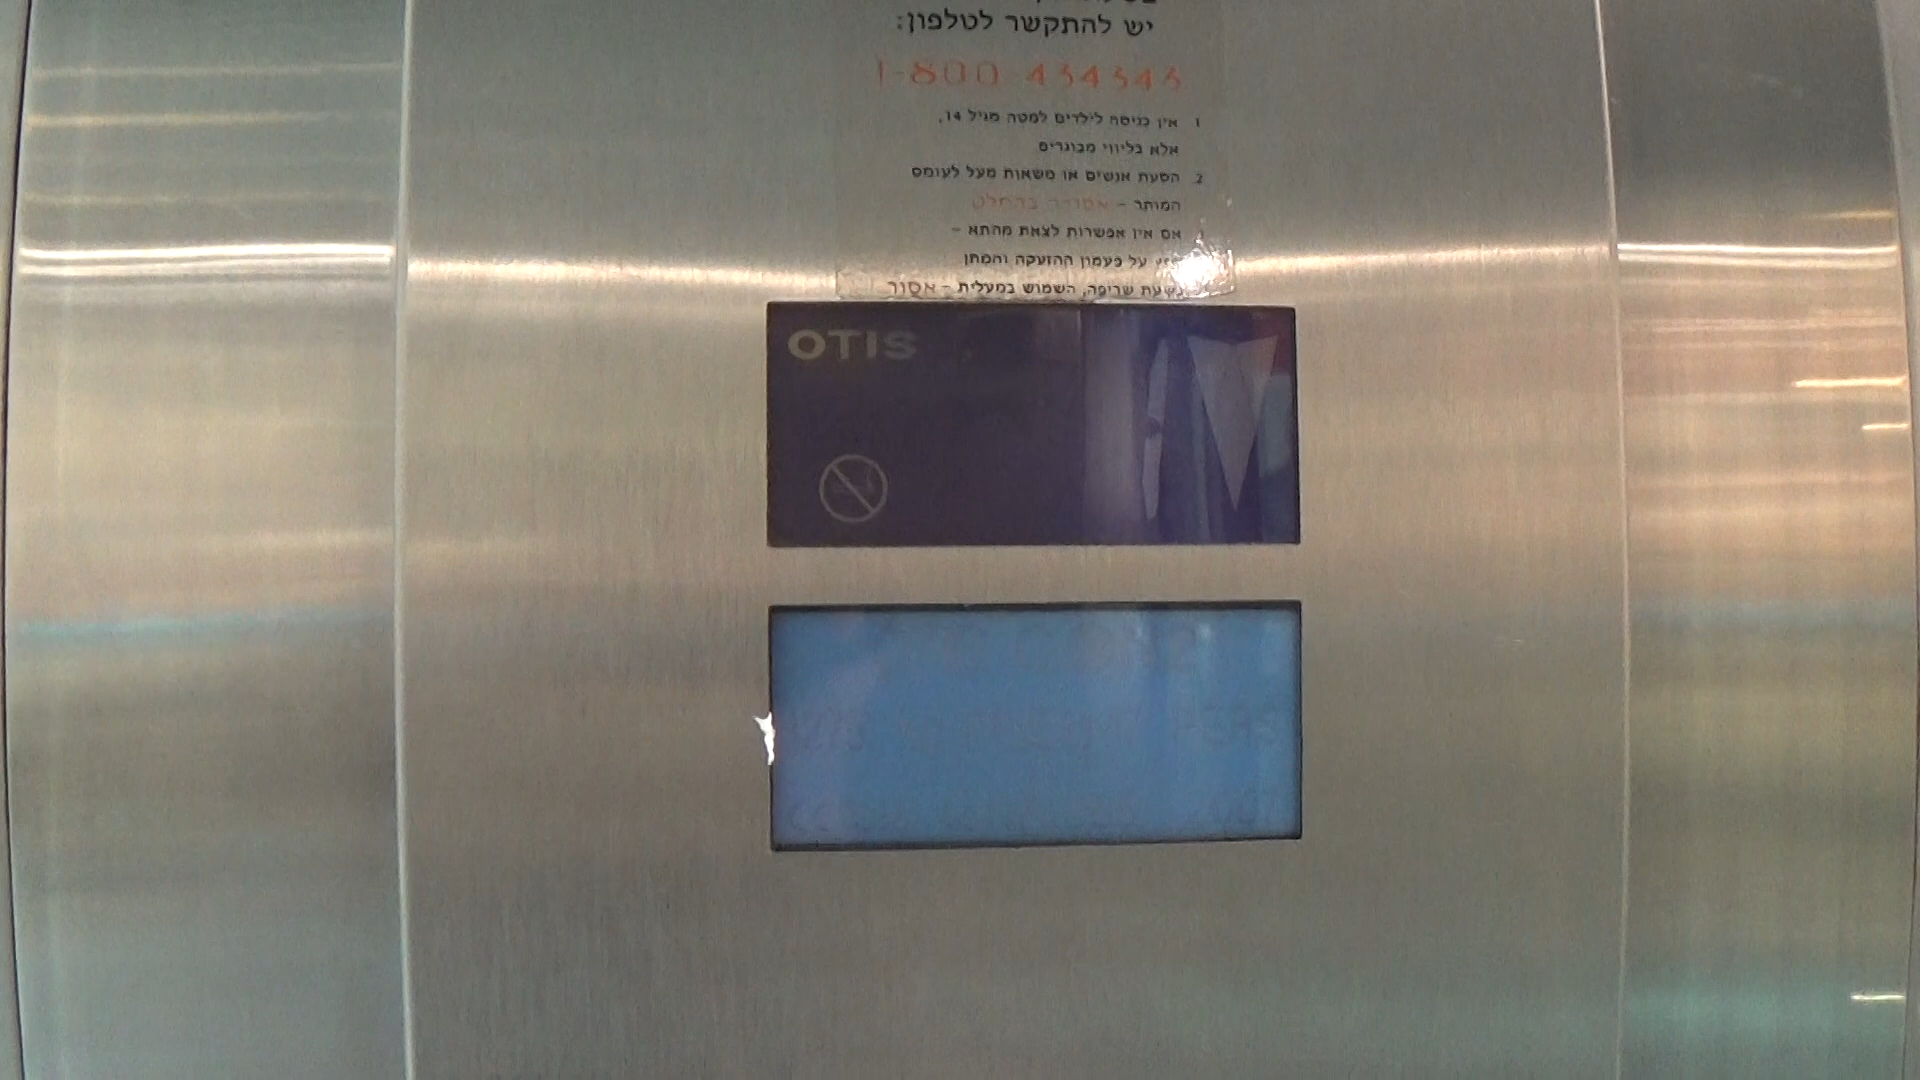 יש להתקשר לטלפון:
1-800 434343
1 אין כניסה לילדים למטה מגיל 14,
אלא בליווי מבוגרים
2 הסעת אנשים או משאות מעל לעומס
המותר – אסורה בהחלט
אם אין אפשרות לצאת מהתא –
על פעמון ההזעקה והמתן
בשעת שריפה, השמוש במעלית – אסור
OTIS